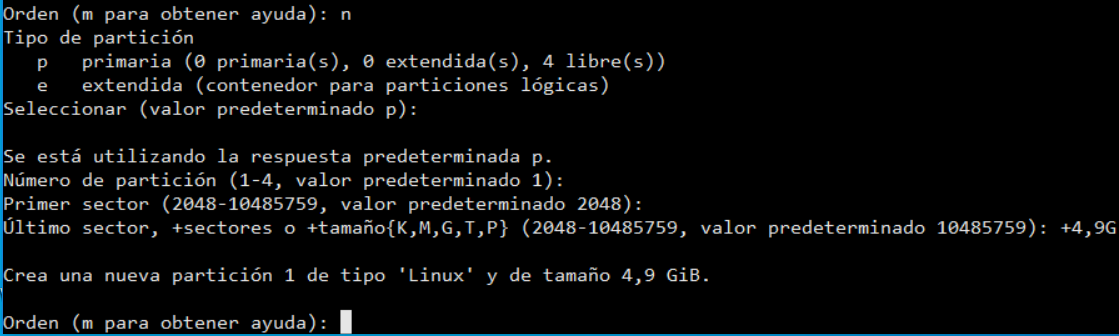 Orden (m para obtener ayuda): n
Tipo de partición
   p   primaria (0 primaria(s), 0 extendida(s), 4 libre(s))
   e   extendida (contenedor para particiones lógicas)
Seleccionar (valor predeterminado p):
Se está utilizando la respuesta predeterminada p.
Número de partición (1-4, valor predeterminado 1):
Primer sector (2048-10485759, valor predeterminado 2048):
Último sector, +sectores o +tamaño{K,M,G,T,P} (2048-10485759, valor predeterminado 10485759): +4,9G
Crea una nueva partición 1 de tipo 'Linux' y de tamaño 4,9 GiB.
Orden (m para obtener ayuda):